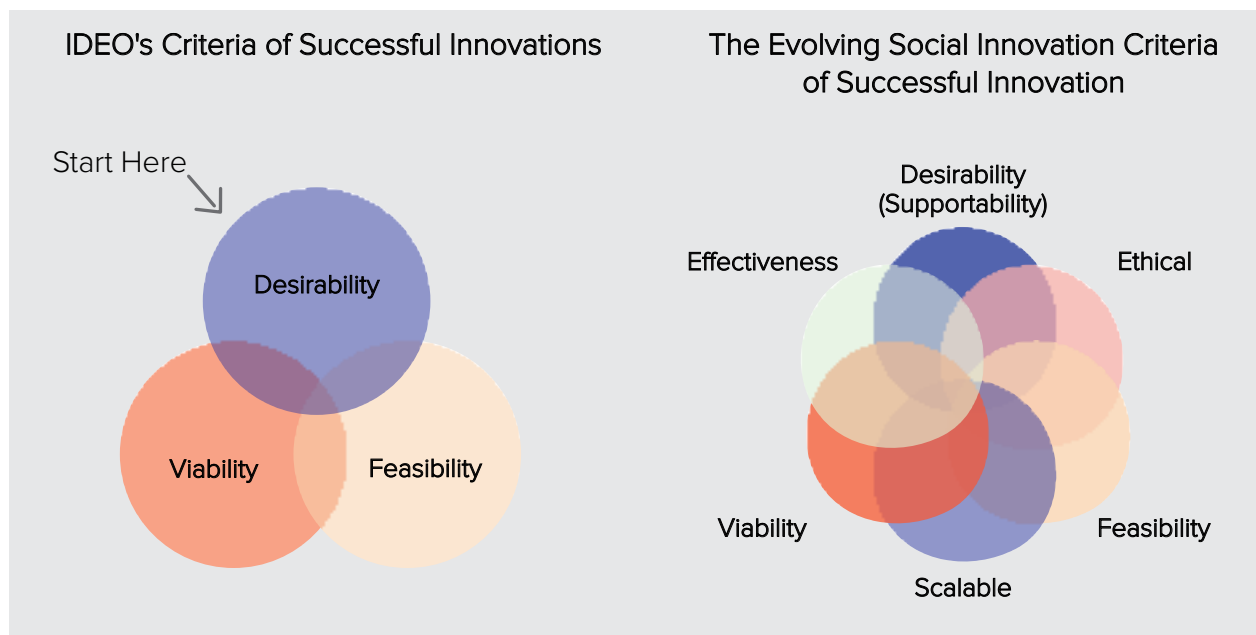 IDEO's Criteria of Successful Innovations
Start Here
Desirability
Viability
Feasibility
The Evolving Social Innovation Criteria
of Successful Innovation
Desirability
(Supportability)
Effectiveness
Ethical
Viability
Feasibility
Scalable